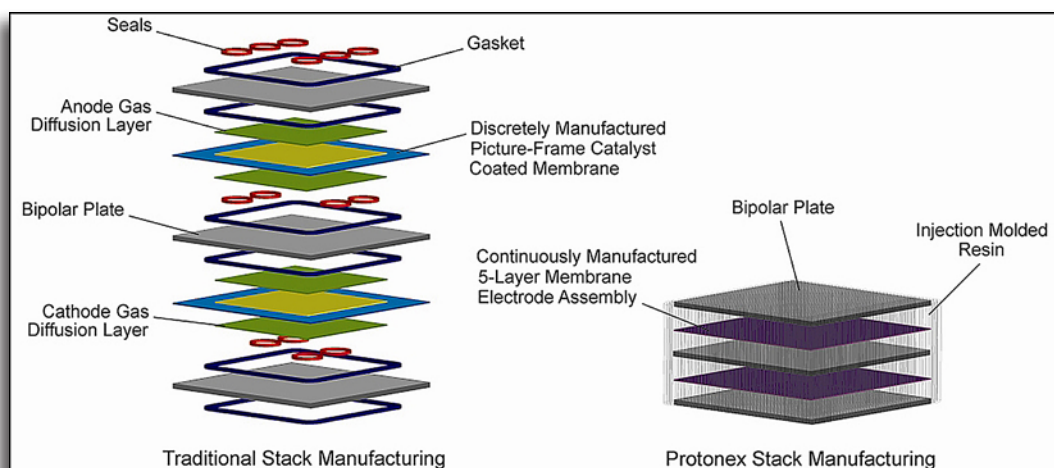 Seals
Gasket
Anode Gas
Diffusion Layer
Discretely Manufactured
Picture-Frame Catalyst
Coated Membrane
Bipolar Plate
Cathode Gas
Diffusion Layer
Traditional Stack Manufacturing
Bipolar Plate
Injection Molded
Resin
Continuously Manufactured
5-Layer Membrane
Electrode Assembly
Protonex Stack Manufacturing